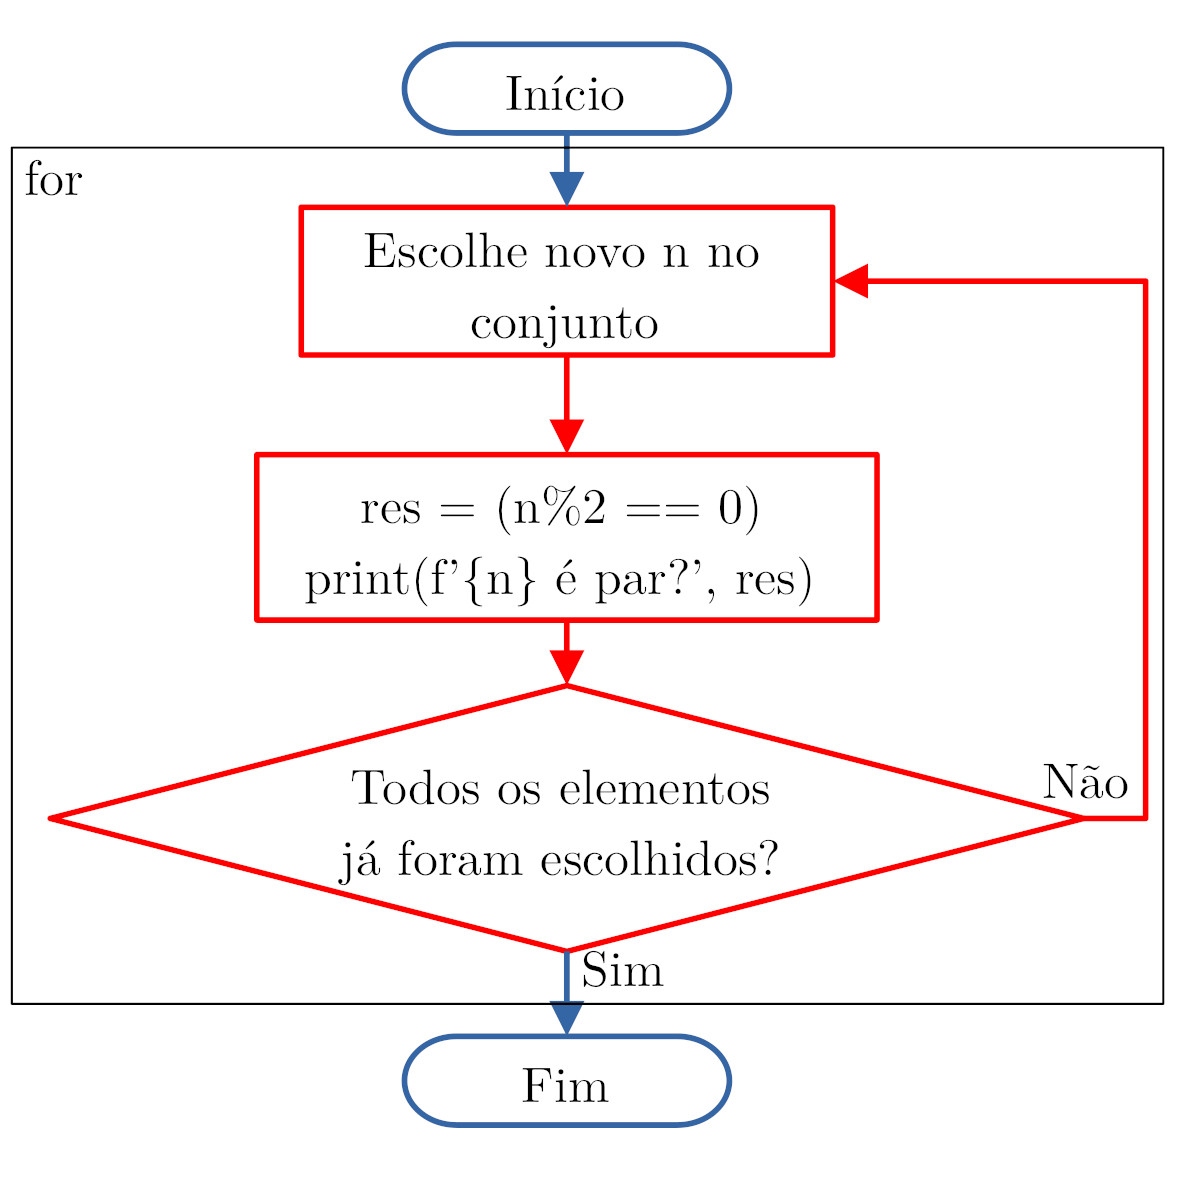 Início
for
Escolhe novo n no
conjunto
res = (n%2 == 0)
print(f’{n} é par?’, res)
Todos os elementos
já foram escolhidos?
Não
Sim
Fim